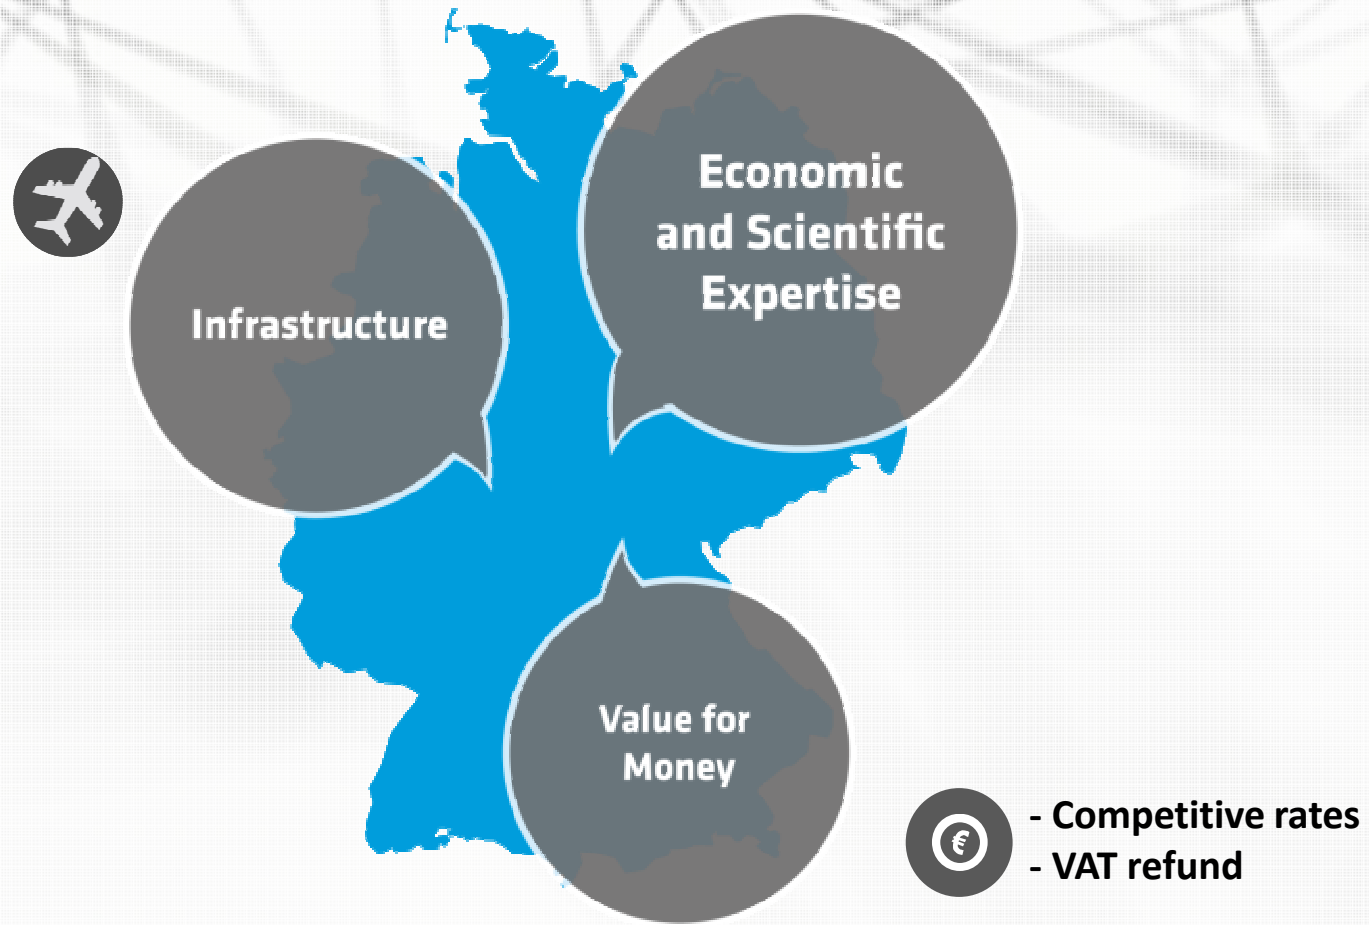 Economic
and Scientific
Expertise
Infrastructure
Value for
Money
€
- Competitive rates
- VAT refund